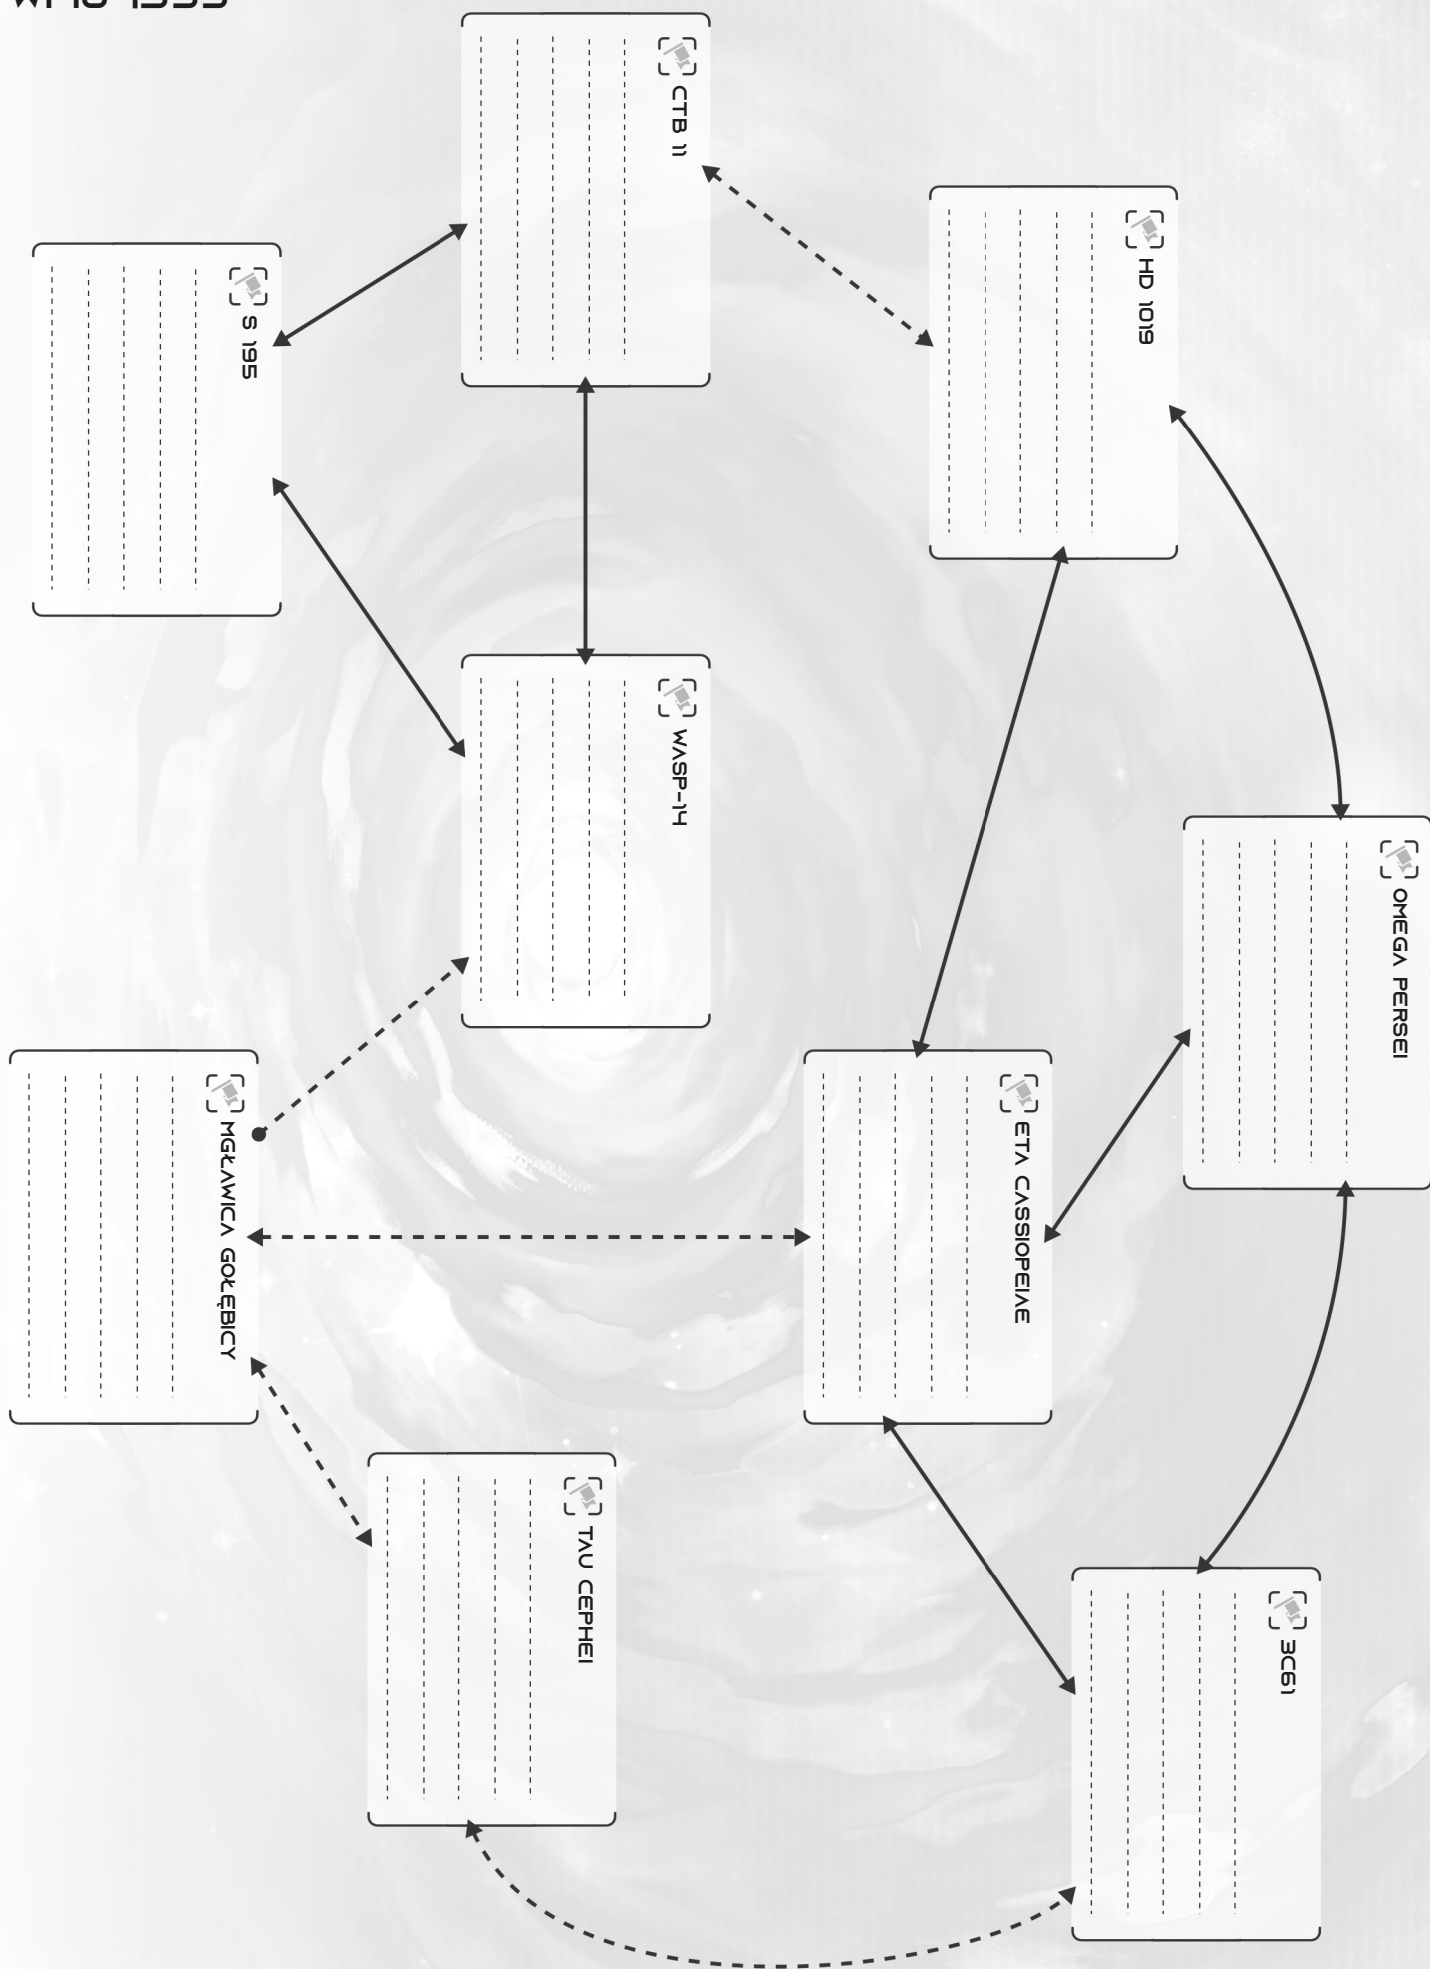 CTB 11
HD 1019
S 195
WASP-14
OMEGA PERSEI
MGŁAWICA GOŁĘBICY
ETA CASSIOPEIAE
TAU CEPHEI
3C61